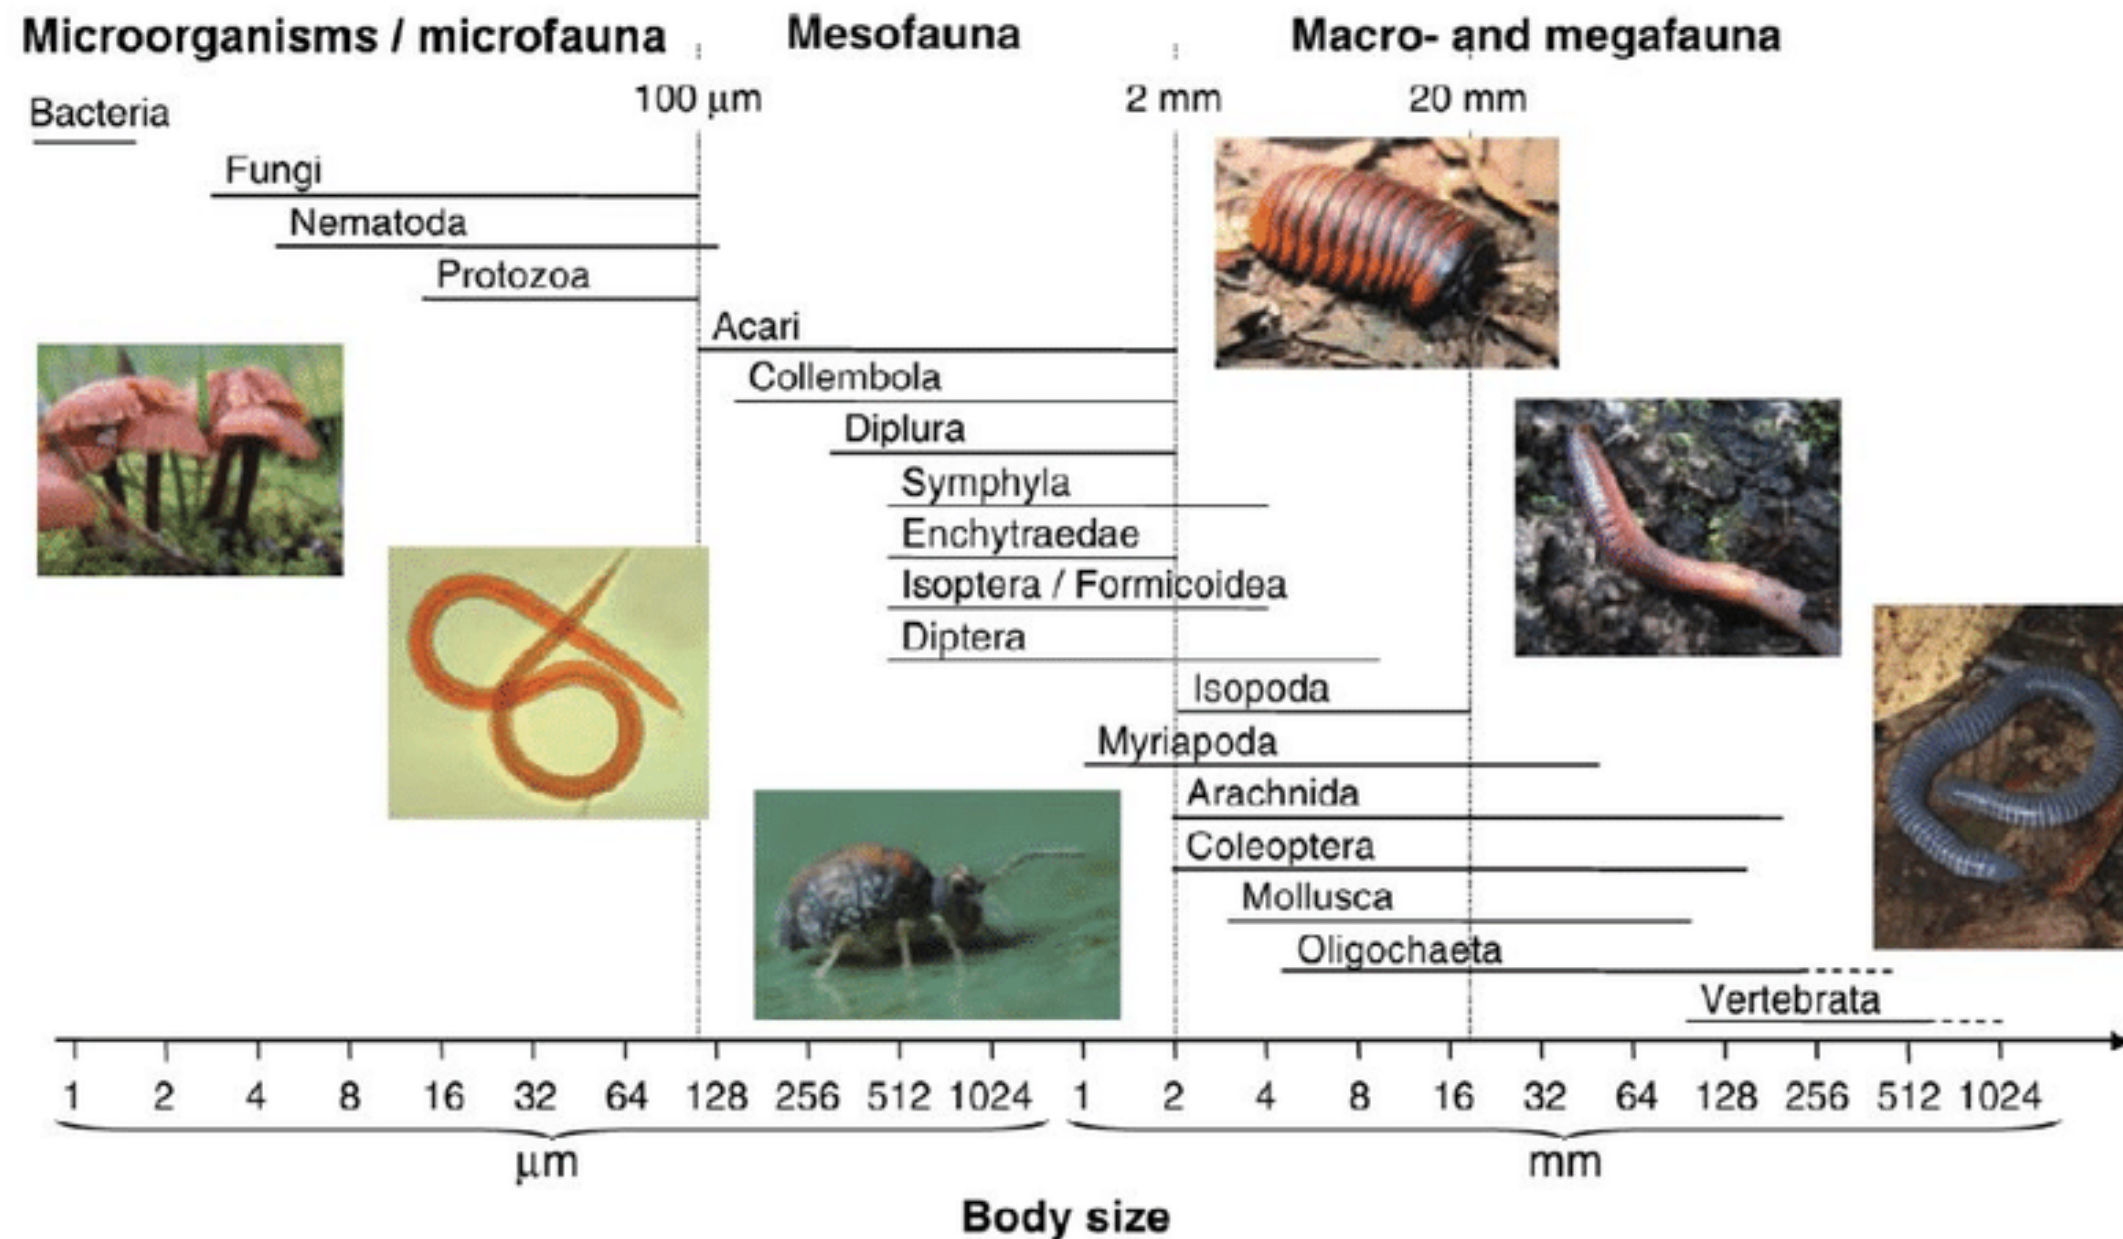 Microorganisms / microfauna Mesofauna Macro- and megafauna
100 µm 2 mm 20 mm
Bacteria
Fungi
Nematoda
Protozoa
Acari
Collembola
Diplura
Symphyla
Enchytraedae
Isoptera / Formicoidea
Diptera
Isopoda
Myriapoda
Arachnida
Coleoptera
Mollusca
Oligochaeta
Vertebrata
1 2 4 8 16 32 64 128 256 512 1024 1 2 4 8 16 32 64 128 256 512 1024
µm mm
Body size